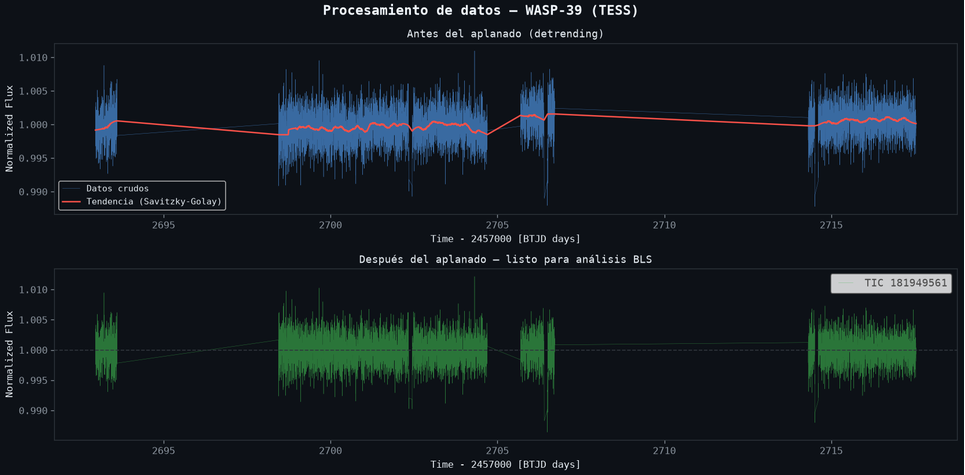 Procesamiento de datos — WASP-39 (TESS)
Antes del aplanado (detrending)
1.010
1.005
1.000
0.995
0.990
Normalized Flux
Datos crudos
Tendencia (Savitzky-Golay)
2695 2700 2705 2710 2715
Time - 2457000 [BTJD days]
Después del aplanado — listo para análisis BLS
TIC 181949561
1.010
1.005
1.000
0.995
0.990
Normalized Flux
2695 2700 2705 2710 2715
Time - 2457000 [BTJD days]